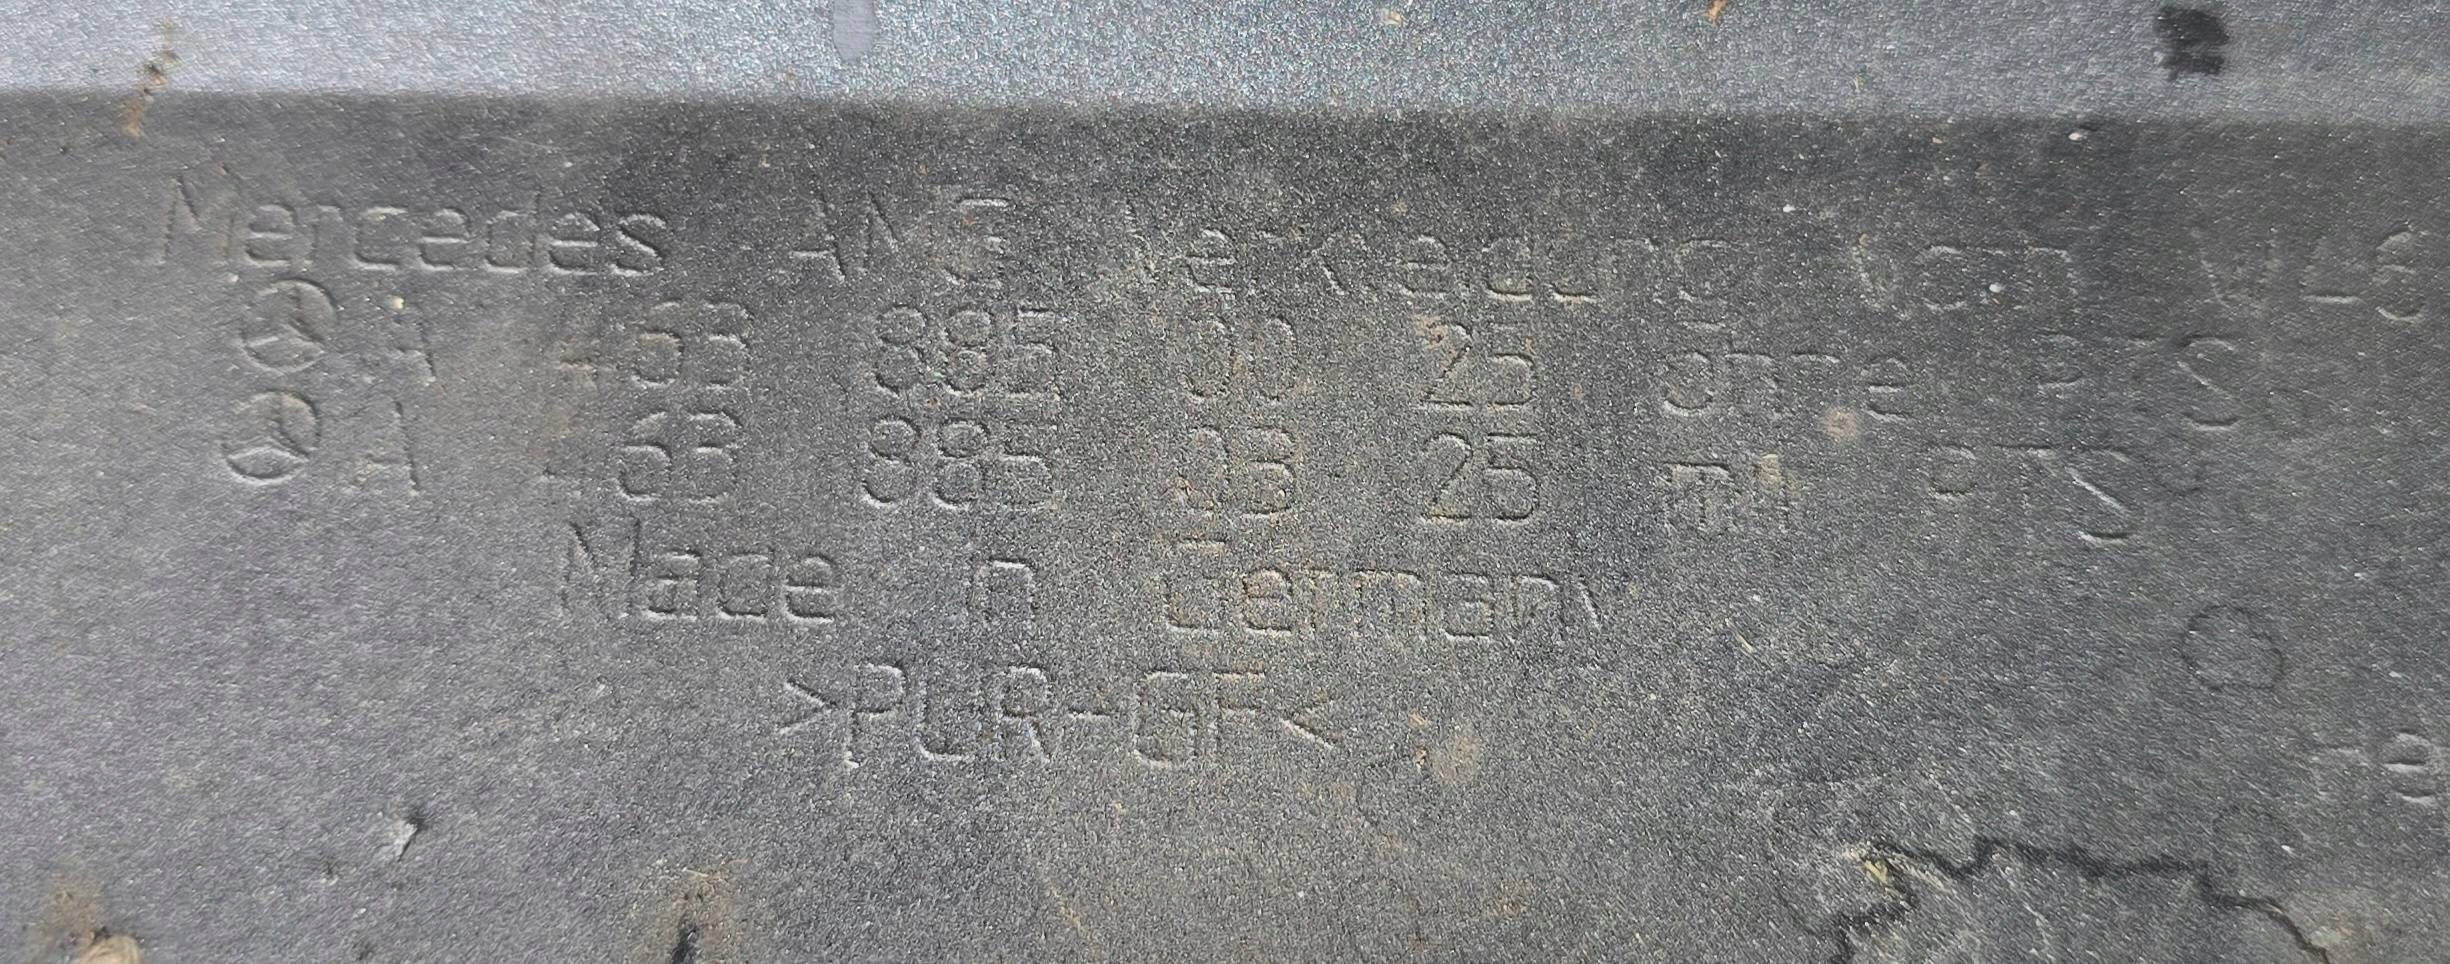 Mercedes AMG Verkleidung vorn W46
A 463 885 00 25 ohne PTS
A 463 885 03 25 mit PTS
Made in Germany
>PUR-GF<